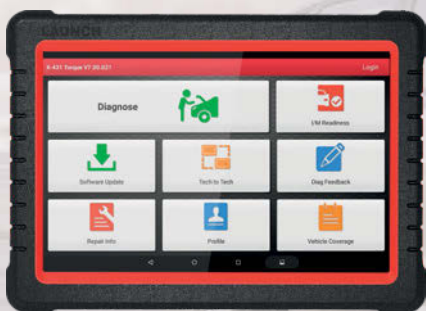 LAUNCH
X-431 Torque V7.00.021 Login
Diagnose
I/M Readiness
Software Update
Tech to Tech
Diag Feedback
Repair Info
Profile
Vehicle Coverage